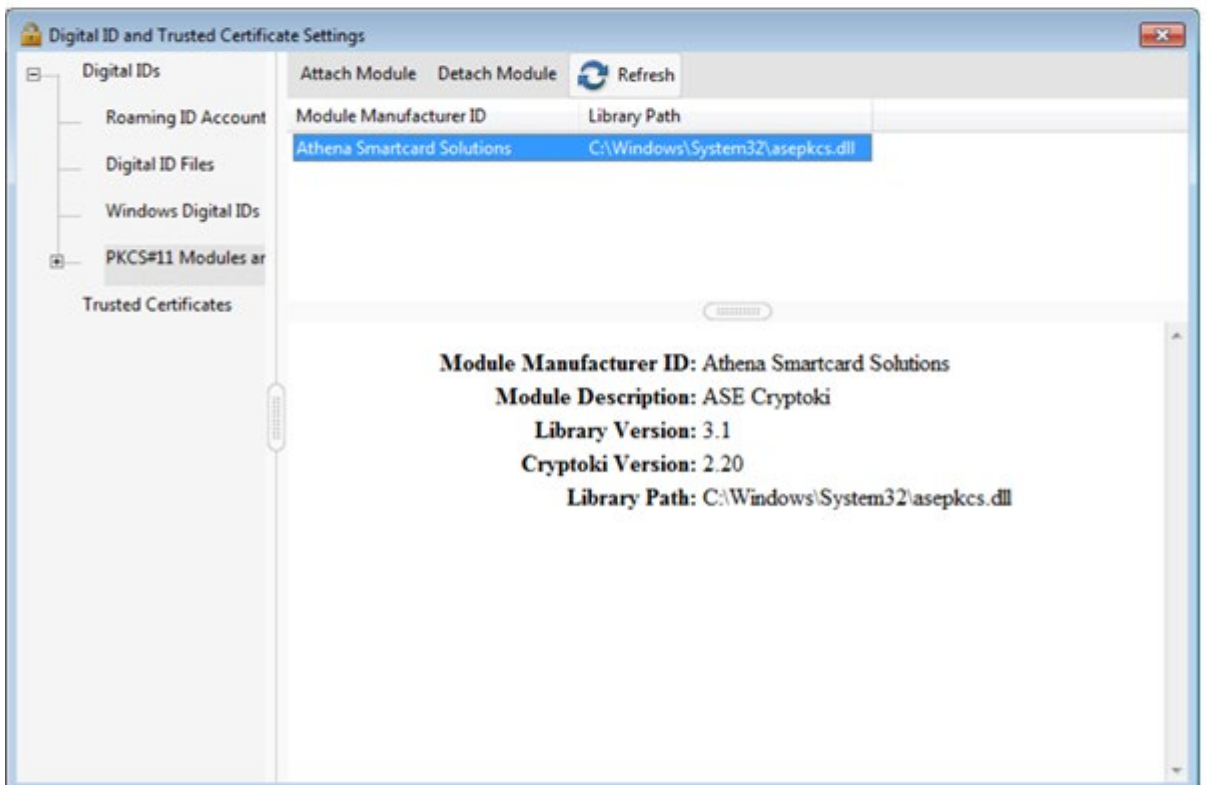 Digital ID and Trusted Certificate Settings
Digital IDs
Roaming ID Account
Digital ID Files
Windows Digital IDs
PKCS#11 Modules ar
Trusted Certificates
Attach Module Detach Module Refresh
Module Manufacturer ID Library Path
Athena Smartcard Solutions C:\Windows\System32\asepkcs.dll
Module Manufacturer ID: Athena Smartcard Solutions
Module Description: ASE Cryptoki
Library Version: 3.1
Cryptoki Version: 2.20
Library Path: C:\Windows\System32\asepkcs.dll